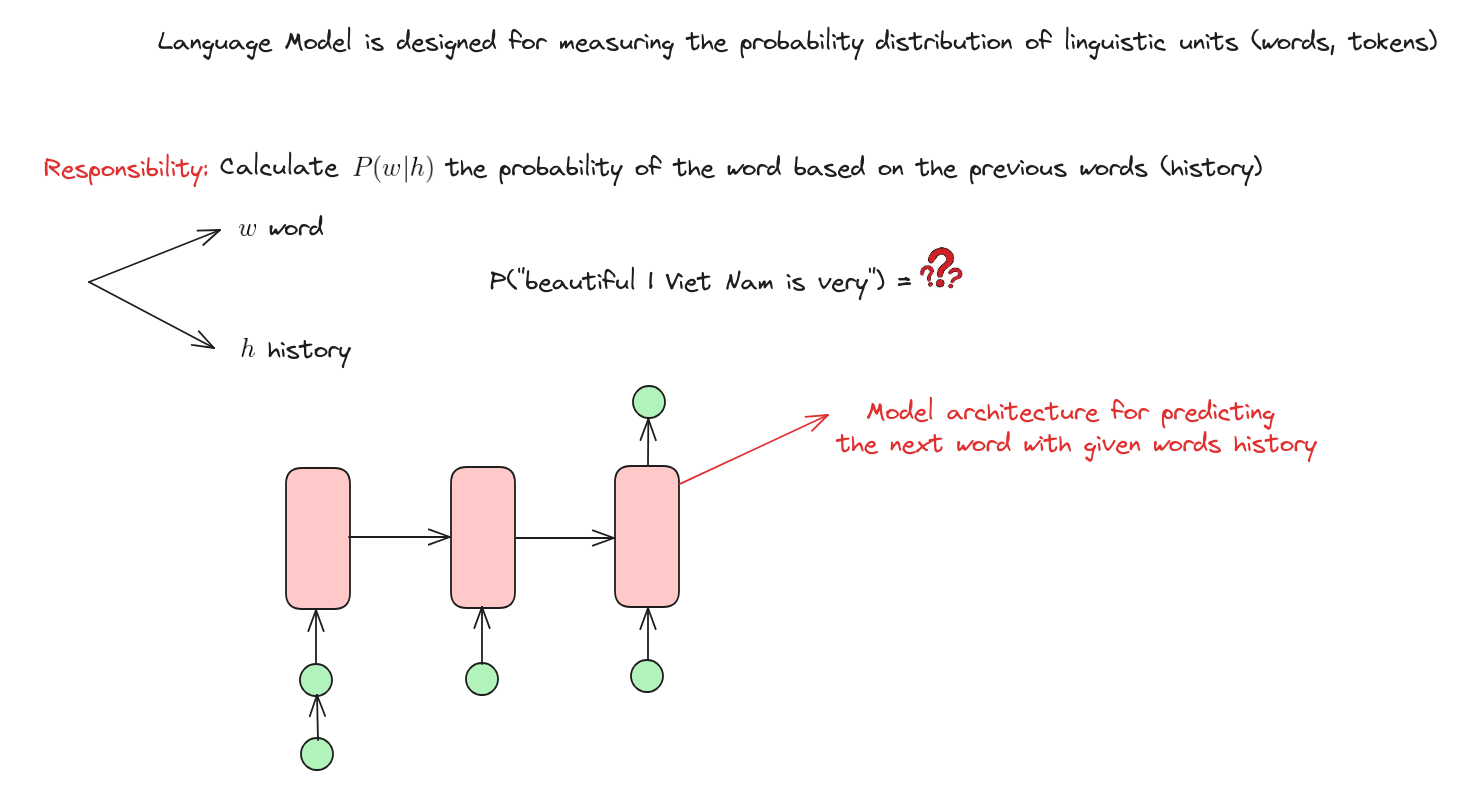 Language Model is designed for measuring the probability distribution of linguistic units (words, tokens)
Responsibility: Calculate P(w|h) the probability of the word based on the previous words (history)
w word
P("beautiful | Viet Nam is very") = ???
h history
Model architecture for predicting
the next word with given words history